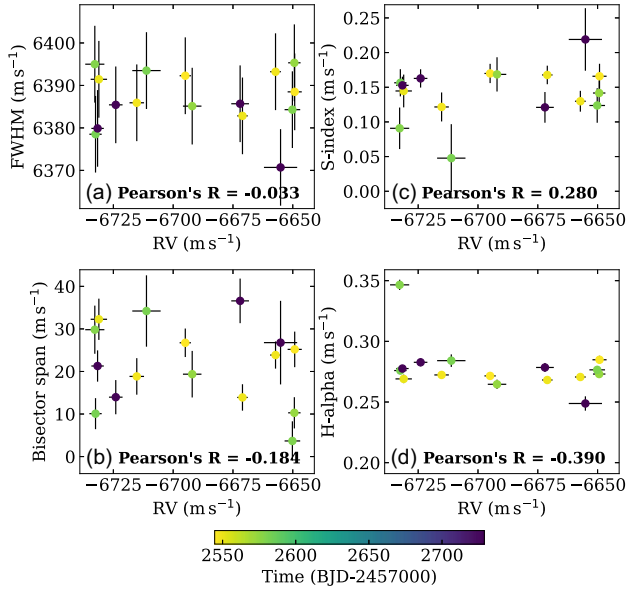 6400
6390
6380
6370
FWHM (m s⁻¹)
(a) Pearson's R = -0.033
−6725 −6700 −6675 −6650
RV (m s⁻¹)
0.25
0.20
0.15
0.10
0.05
0.00
S-index (m s⁻¹)
(c) Pearson's R = 0.280
−6725 −6700 −6675 −6650
RV (m s⁻¹)
40
30
20
10
0
Bisector span (m s⁻¹)
(b) Pearson's R = -0.184
−6725 −6700 −6675 −6650
RV (m s⁻¹)
0.35
0.30
0.25
0.20
H-alpha (m s⁻¹)
(d) Pearson's R = -0.390
−6725 −6700 −6675 −6650
RV (m s⁻¹)
2550 2600 2650 2700
Time (BJD-2457000)